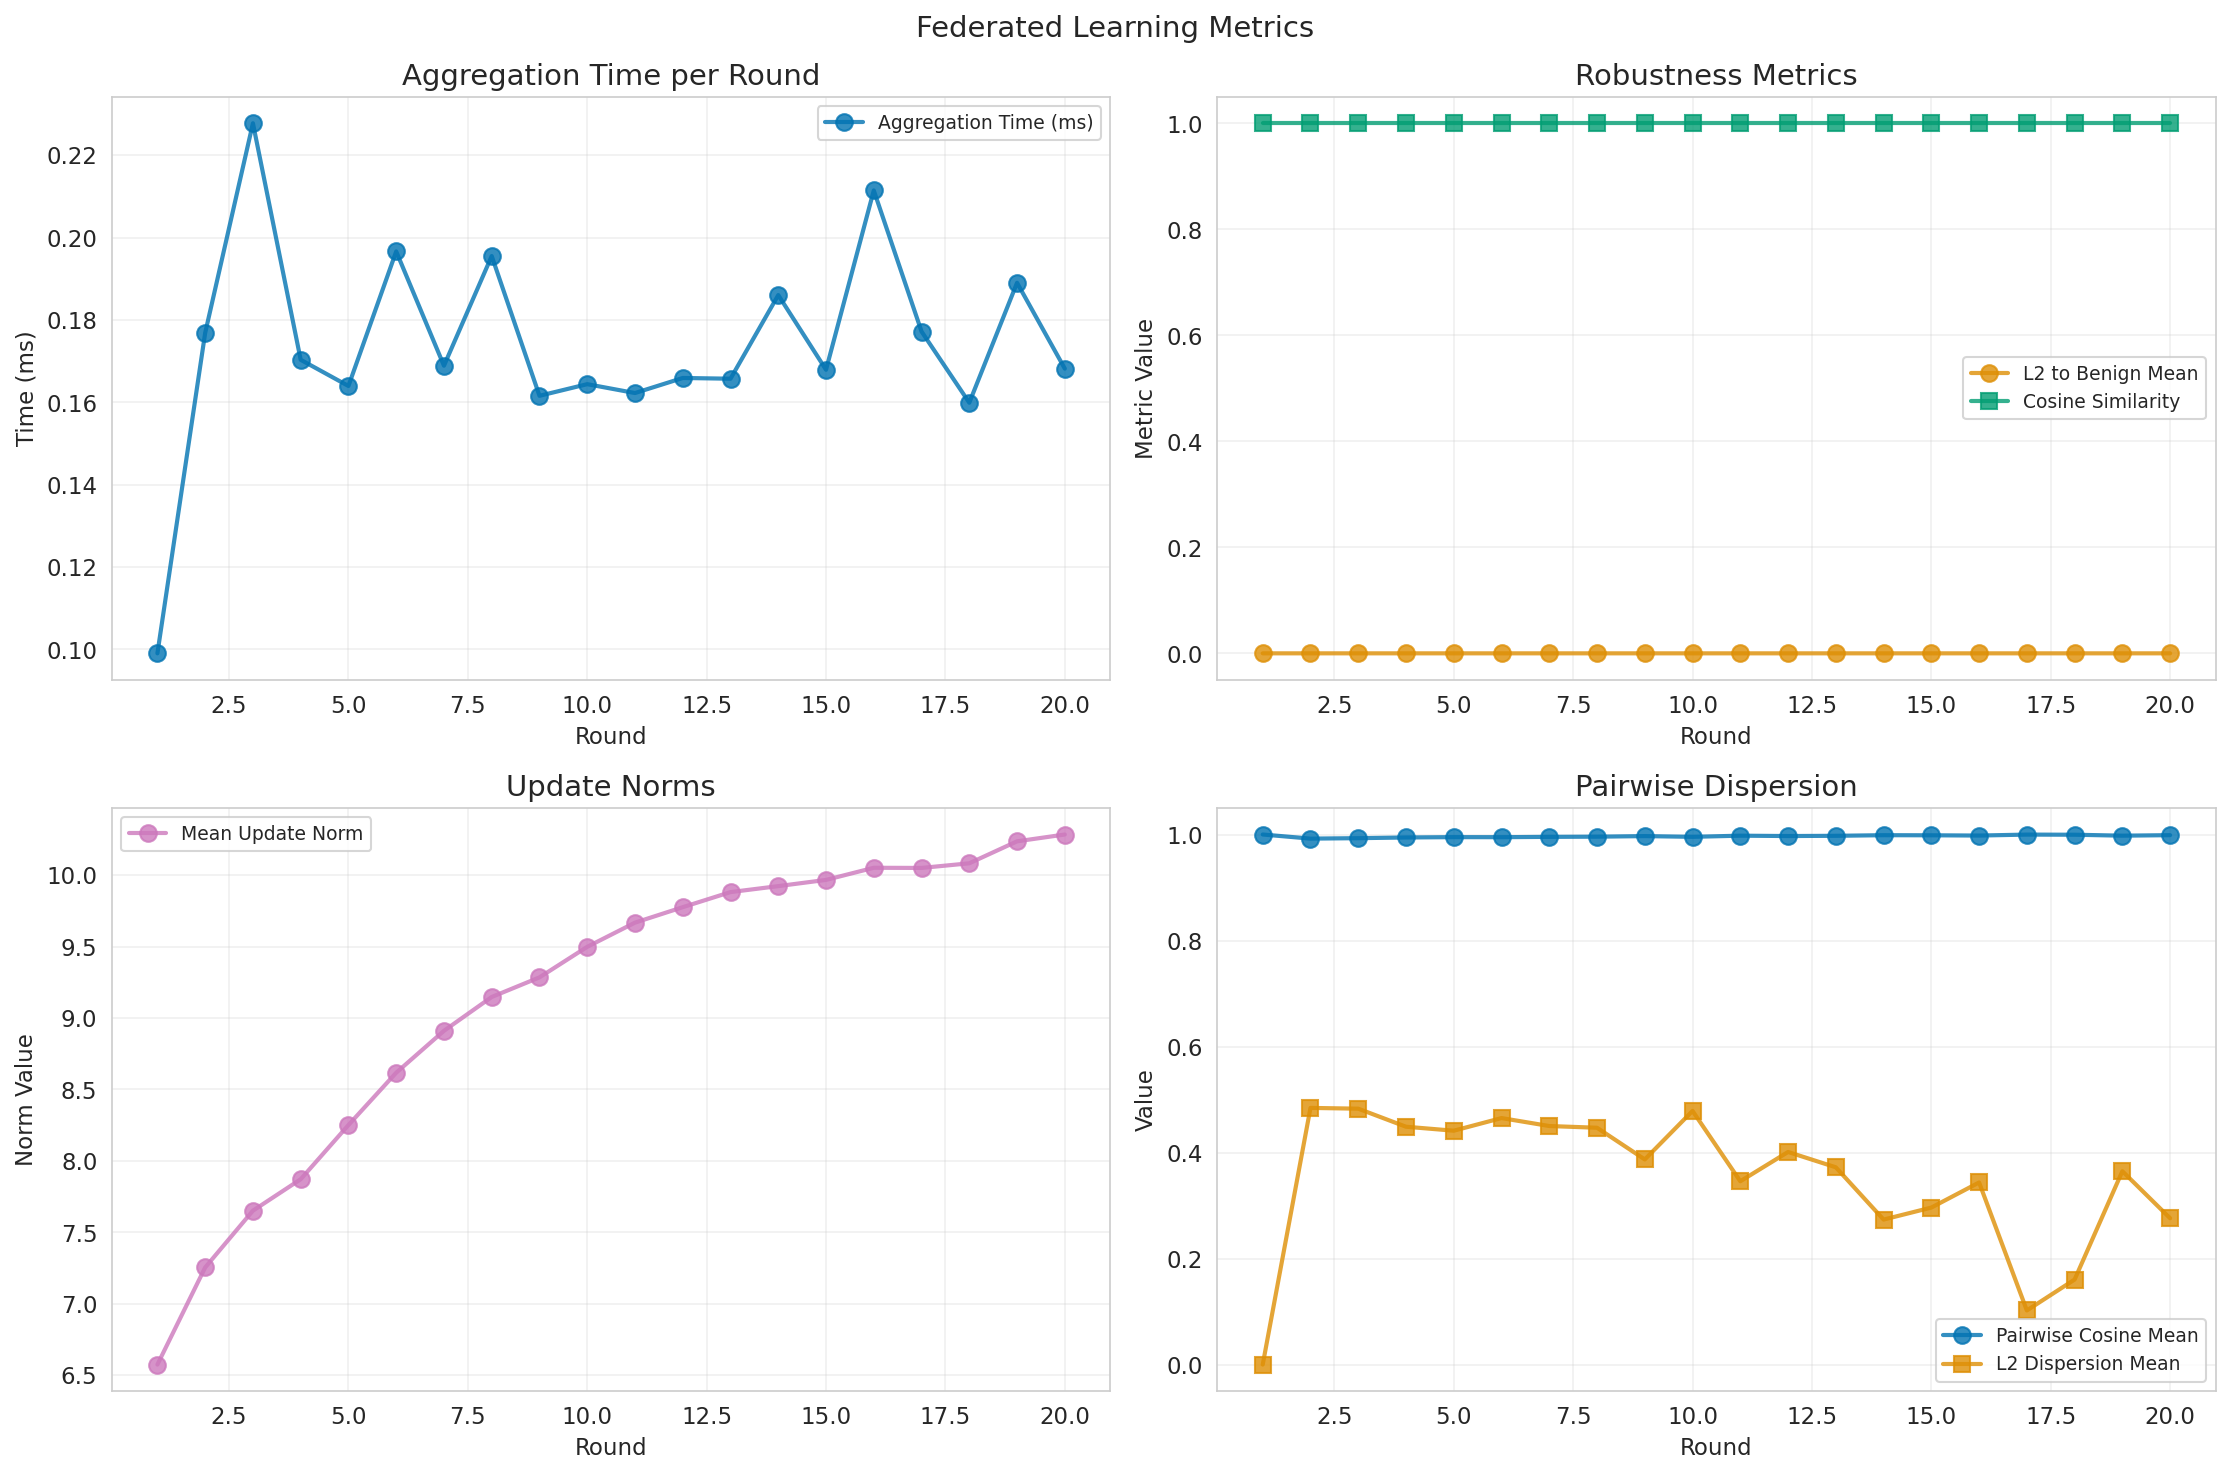 Federated Learning Metrics
Aggregation Time per Round
Aggregation Time (ms)
Time (ms)
0.22
0.20
0.18
0.16
0.14
0.12
0.10
2.5 5.0 7.5 10.0 12.5 15.0 17.5 20.0
Round
Robustness Metrics
Metric Value
1.0
0.8
0.6
0.4
0.2
0.0
L2 to Benign Mean
Cosine Similarity
2.5 5.0 7.5 10.0 12.5 15.0 17.5 20.0
Round
Update Norms
Mean Update Norm
Norm Value
10.0
9.5
9.0
8.5
8.0
7.5
7.0
6.5
2.5 5.0 7.5 10.0 12.5 15.0 17.5 20.0
Round
Pairwise Dispersion
Value
1.0
0.8
0.6
0.4
0.2
0.0
Pairwise Cosine Mean
L2 Dispersion Mean
2.5 5.0 7.5 10.0 12.5 15.0 17.5 20.0
Round